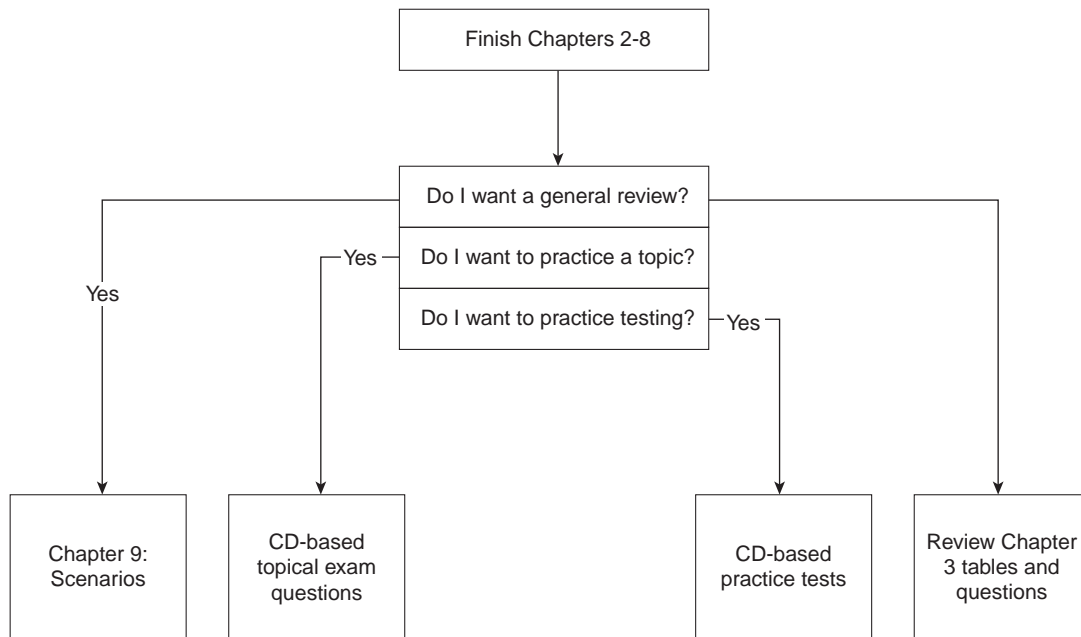 Finish Chapters 2-8
Do I want a general review?
Yes
Do I want to practice a topic?
Yes
Do I want to practice testing?
Yes
Chapter 9:
Scenarios
CD-based
topical exam
questions
CD-based
practice tests
Review Chapter
3 tables and
questions